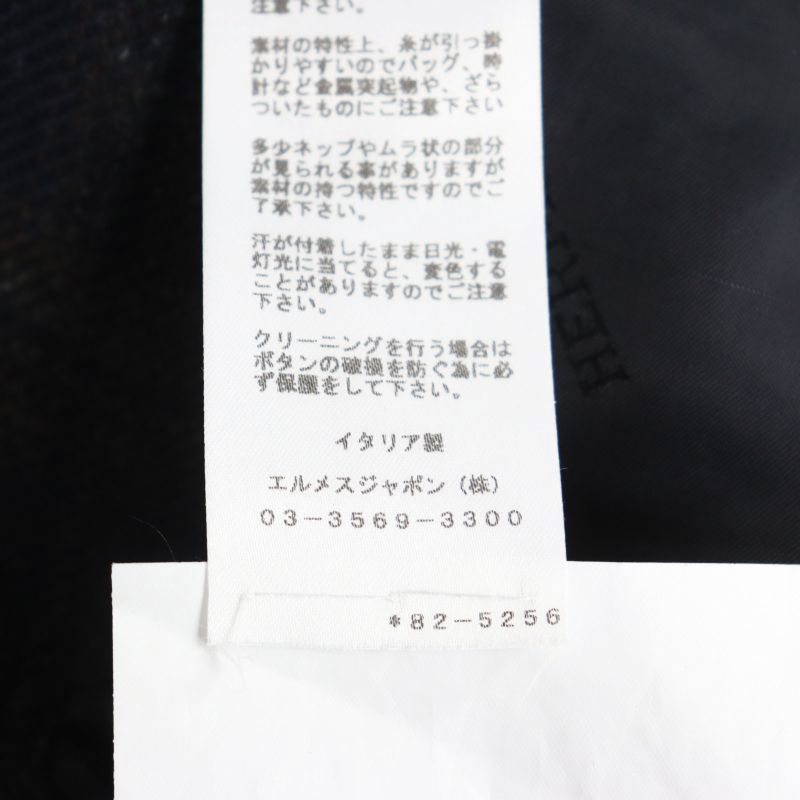 注意下さい。
素材の特性上、糸が引っ掛
かりやすいのでバッグ、時
計など金属突起物や、ざら
ついたものにご注意下さい
多少ネップやムラ状の部分
が見られる事がありますが
素材の持つ特性ですのでご
了承下さい。
汗が付着したまま日光・電
灯光に当てると、変色する
ことがありますのでご注意
下さい。
クリーニングを行う場合は
ボタンの破損を防ぐ為に必
ず保護をして下さい。
イタリア製
エルメスジャポン（株）
03-3569-3300
*82-5256
HER